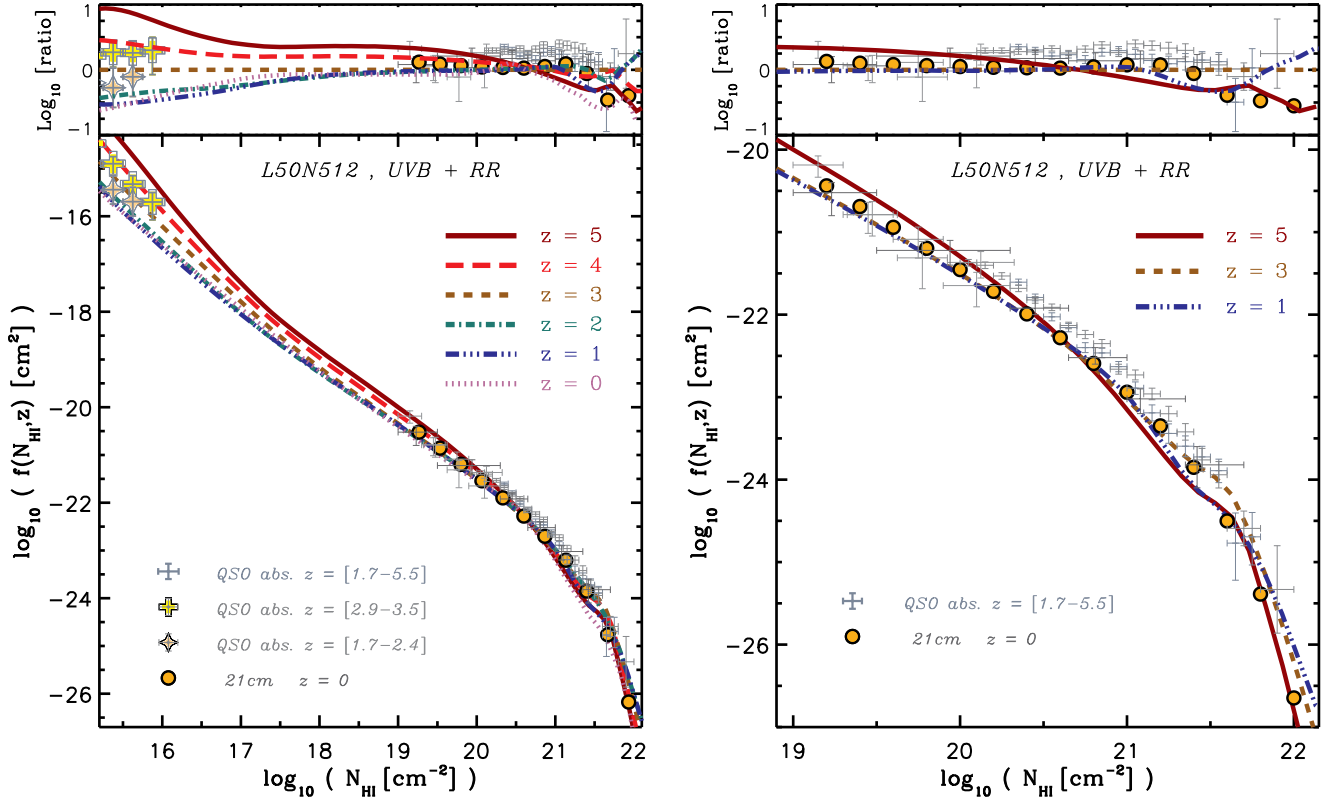 Log₁₀ [ratio]
1
0
−1
L50N512 , UVB + RR
z = 5
z = 4
z = 3
z = 2
z = 1
z = 0
QSO abs. z = [1.7−5.5]
QSO abs. z = [2.9−3.5]
QSO abs. z = [1.7−2.4]
21cm z = 0
log₁₀ ( f(N_HI,z) [cm²] )
−16
−18
−20
−22
−24
−26
16 17 18 19 20 21 22
log₁₀ ( N_HI [cm⁻²] )
Log₁₀ [ratio]
1
0
−1
L50N512 , UVB + RR
z = 5
z = 3
z = 1
QSO abs. z = [1.7−5.5]
21cm z = 0
log₁₀ ( f(N_HI,z) [cm²] )
−20
−22
−24
−26
19 20 21 22
log₁₀ ( N_HI [cm⁻²] )